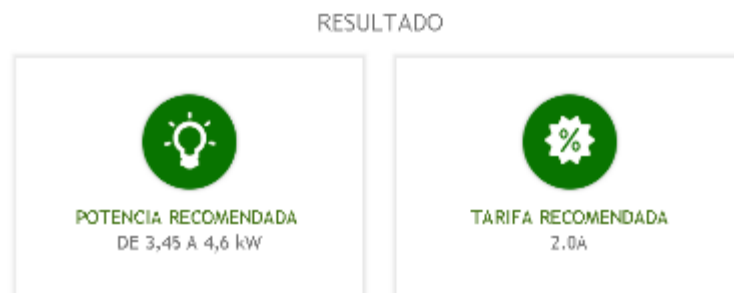 RESULTADO
%
POTENCIA RECOMENDADA
DE 3,45 A 4,6 kW
%
TARIFA RECOMENDADA
2.0A